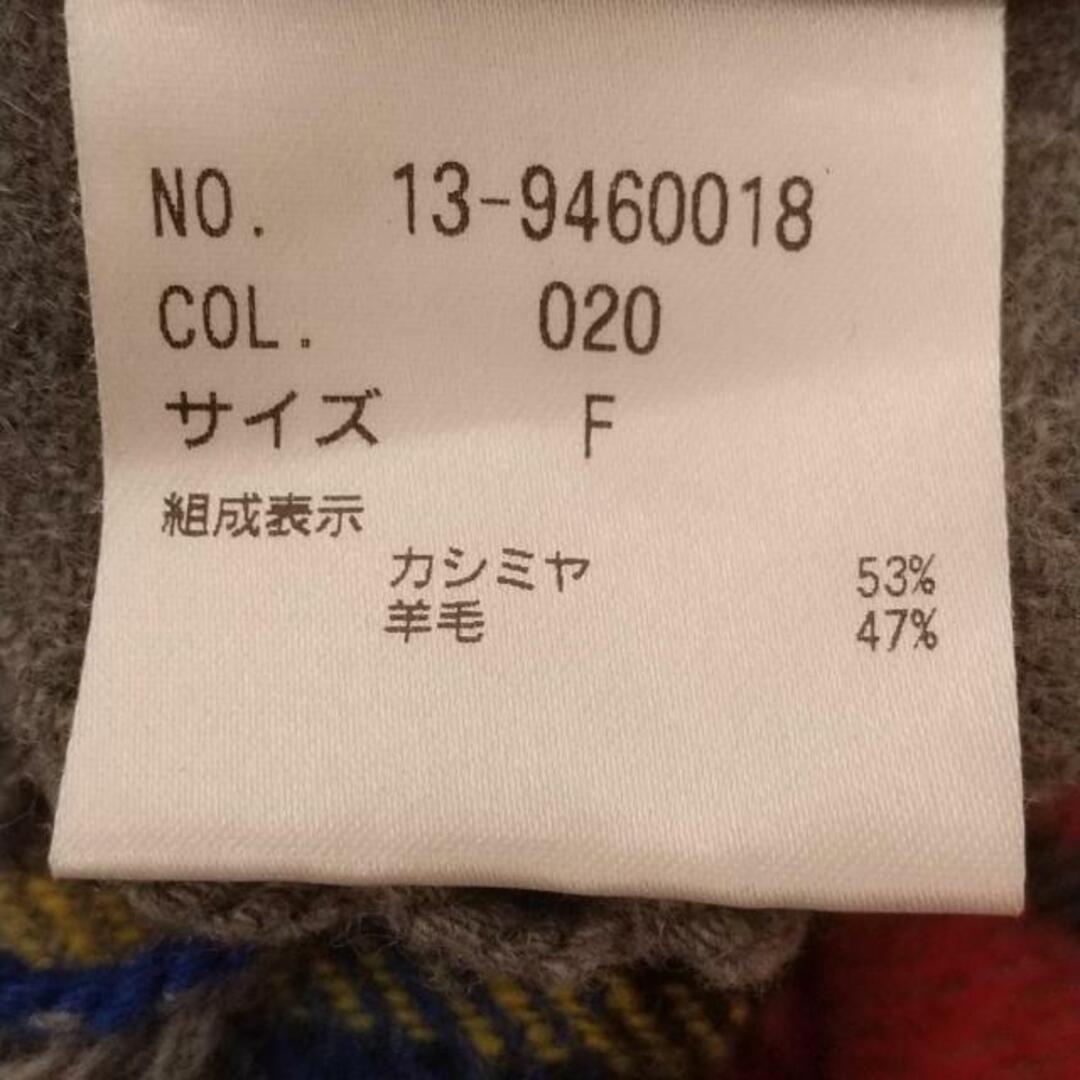 NO. 13-9460018
COL. 020
サイズ F
組成表示
カシミヤ 53%
羊毛 47%